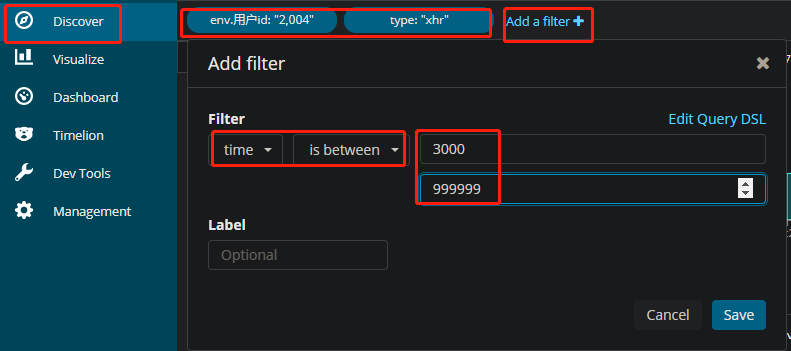 Discover
Visualize
Dashboard
Timelion
Dev Tools
Management
env.用户id: "2,004" type: "xhr" Add a filter +
Add filter
Filter Edit Query DSL
time is between 3000
999999
Label
Optional
Cancel Save